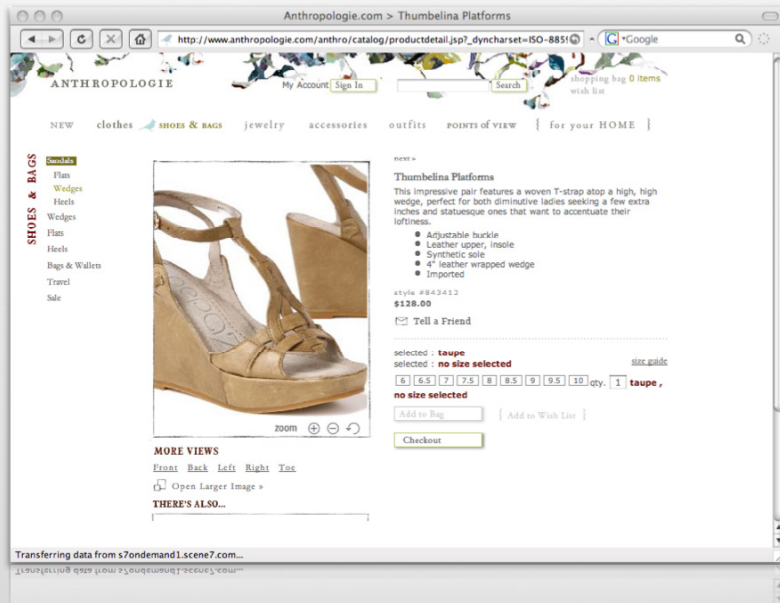 Anthropologie.com > Thumbelina Platforms
http://www.anthropologie.com/anthro/catalog/productdetail.jsp?_dyncharset=ISO-8859
Google
ANTHROPOLOGIE
My Account Sign In
Search
shopping bag 0 items
wish list
NEW clothes SHOES & BAGS jewelry accessories outfits POINTS of VIEW { for your HOME }
SHOES & BAGS
Sandals
Flats
Wedges
Heels
Wedges
Flats
Heels
Bags & Wallets
Travel
Sale
zoom
MORE VIEWS
Front Back Left Right Toe
Open Larger Image »
THERE'S ALSO...
next »
Thumbelina Platforms
This impressive pair features a woven T-strap atop a high, high
wedge, perfect for both diminutive ladies seeking a few extra
inches and statuesque ones that want to accentuate their
loftiness.
Adjustable buckle
Leather upper, insole
Synthetic sole
4" leather wrapped wedge
Imported
style #843412
$128.00
Tell a Friend
selected : taupe
selected : no size selected
size guide
6 6.5 7 7.5 8 8.5 9 9.5 10 qty. 1 taupe ,
no size selected
Add to Bag [ Add to Wish List ]
Checkout
Transferring data from s7ondemand1.scene7.com...